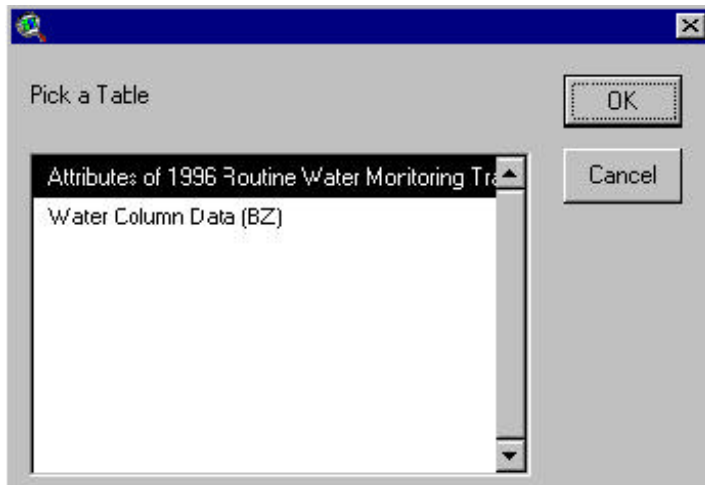 Pick a Table
OK
Attributes of 1996 Routine Water Monitoring Tra
Cancel
Water Column Data (BZ)